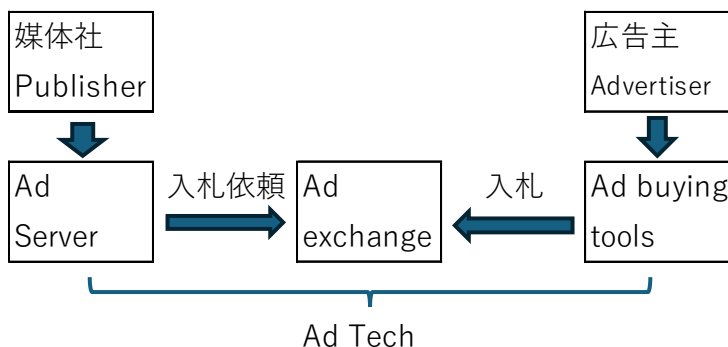 媒体社
Publisher
広告主
Advertiser
Ad
Server
入札依頼
Ad
exchange
入札
Ad buying
tools
Ad Tech